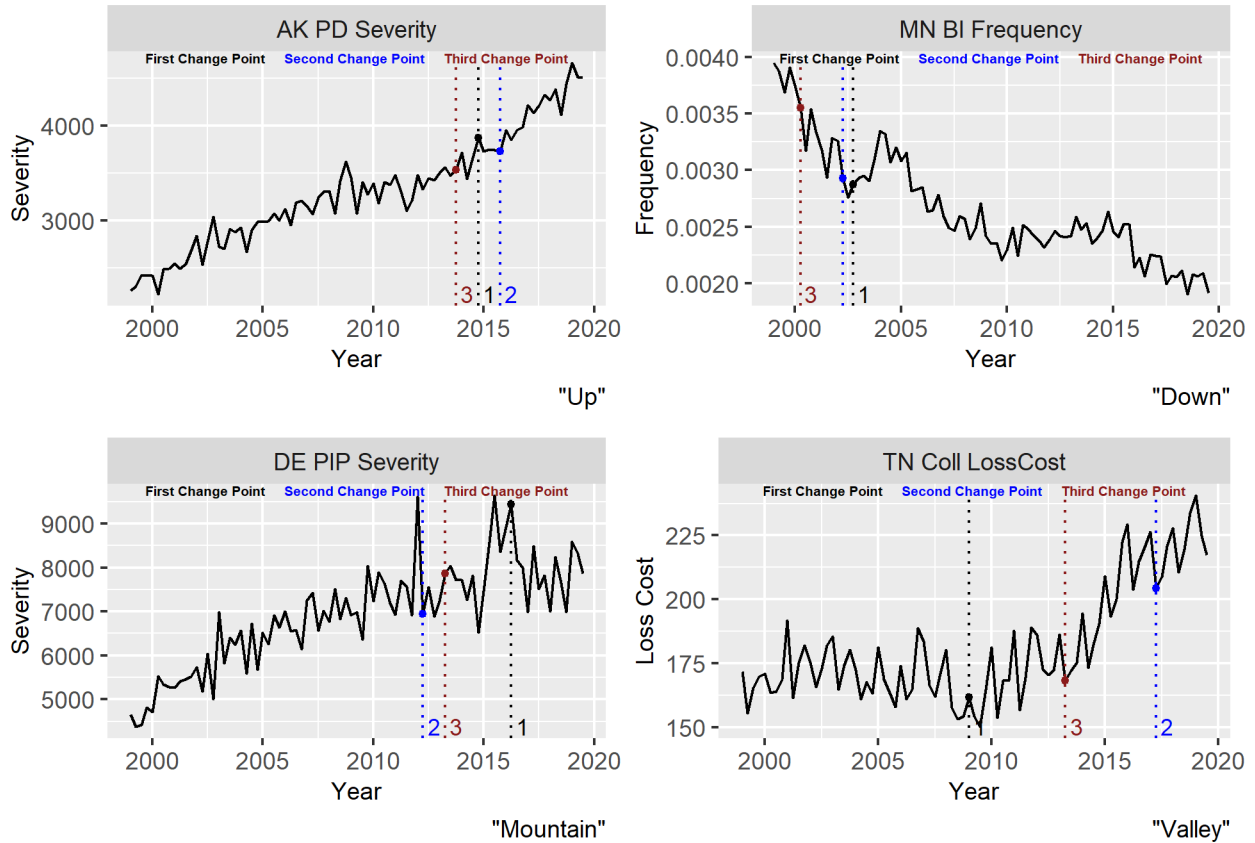 AK PD Severity
First Change Point Second Change Point Third Change Point
Severity
4000
3000
3 1 2
2000 2005 2010 2015 2020
Year
"Up"
MN BI Frequency
First Change Point Second Change Point Third Change Point
Frequency
0.0040
0.0035
0.0030
0.0025
0.0020
3 1
2000 2005 2010 2015 2020
Year
"Down"
DE PIP Severity
First Change Point Second Change Point Third Change Point
Severity
9000
8000
7000
6000
5000
2 3 1
2000 2005 2010 2015 2020
Year
"Mountain"
TN Coll LossCost
First Change Point Second Change Point Third Change Point
Loss Cost
225
200
175
150
1 3 2
2000 2005 2010 2015 2020
Year
"Valley"